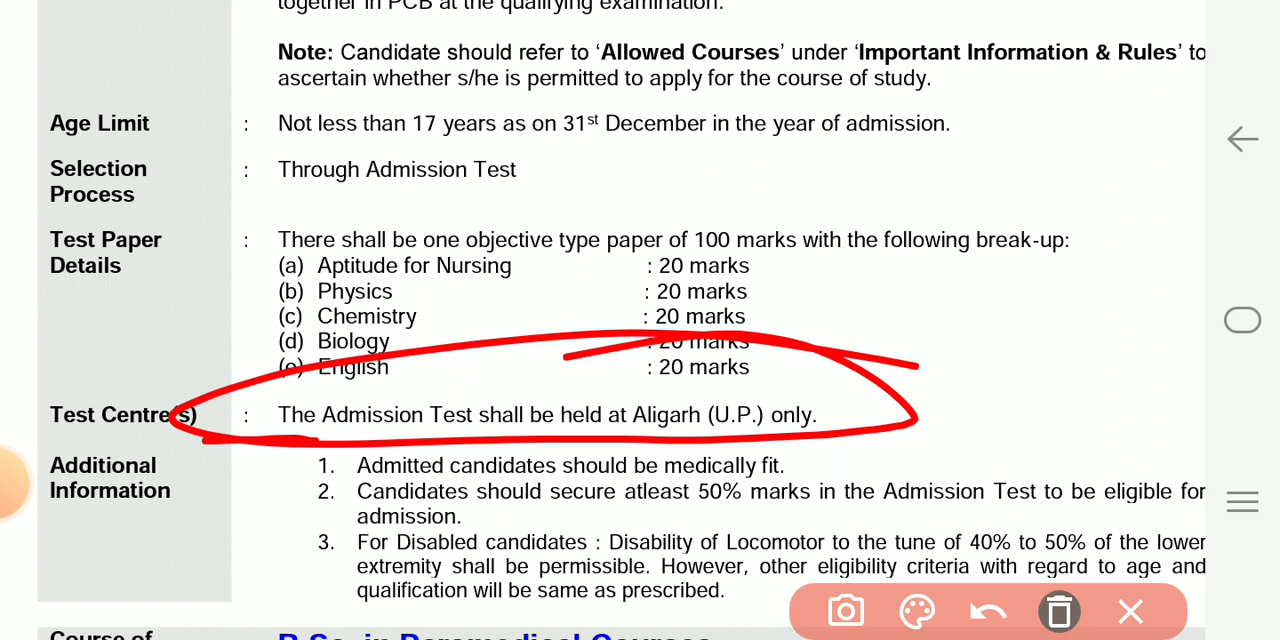 together in PCB at the qualifying examination.
Note: Candidate should refer to ‘Allowed Courses’ under ‘Important Information & Rules’ to
ascertain whether s/he is permitted to apply for the course of study.
Age Limit : Not less than 17 years as on 31st December in the year of admission.
Selection Process : Through Admission Test
Test Paper Details : There shall be one objective type paper of 100 marks with the following break-up:
(a) Aptitude for Nursing : 20 marks
(b) Physics : 20 marks
(c) Chemistry : 20 marks
(d) Biology : 20 marks
(e) English : 20 marks
Test Centre(s) : The Admission Test shall be held at Aligarh (U.P.) only.
Additional Information
1. Admitted candidates should be medically fit.
2. Candidates should secure atleast 50% marks in the Admission Test to be eligible for
admission.
3. For Disabled candidates : Disability of Locomotor to the tune of 40% to 50% of the lower
extremity shall be permissible. However, other eligibility criteria with regard to age and
qualification will be same as prescribed.
Course of B.Sc. in Paramedical Courses